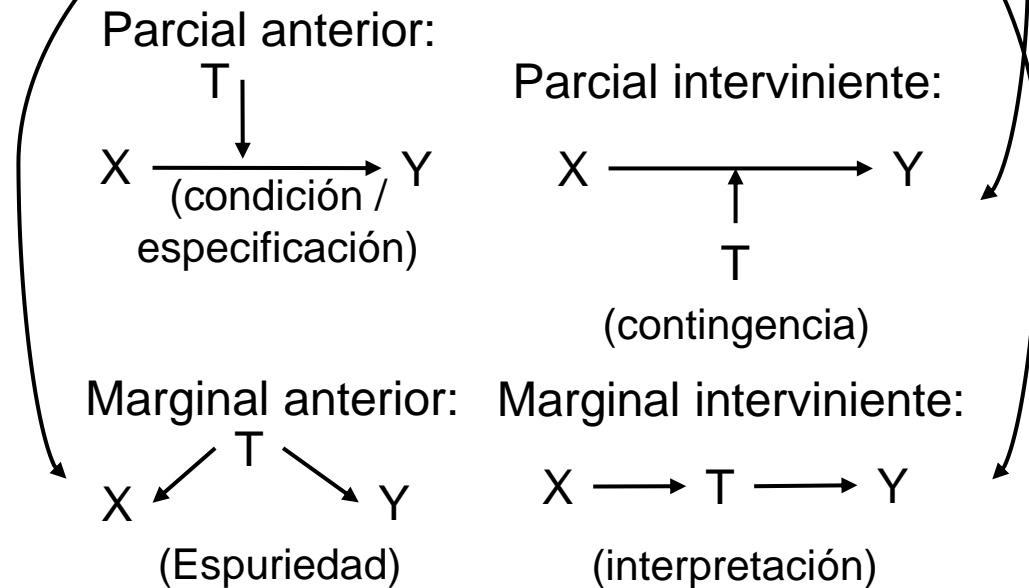 Parcial anterior:
T
X Y
(condición /
especificación)
Parcial interviniente:
X Y
T
(contingencia)
Marginal anterior:
T
X Y
(Espuriedad)
Marginal interviniente:
X T Y
(interpretación)